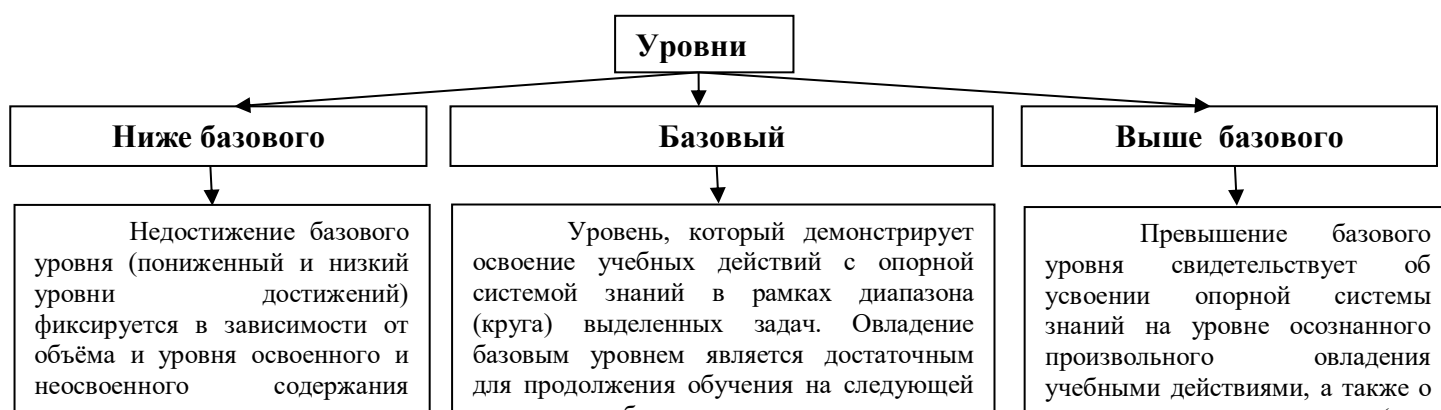 Уровни
Ниже базового
Базовый
Выше базового
Недостижение базового
уровня (пониженный и низкий
уровни достижений)
фиксируется в зависимости от
объёма и уровня освоенного и
неосвоенного содержания
Уровень, который демонстрирует
освоение учебных действий с опорной
системой знаний в рамках диапазона
(круга) выделенных задач. Овладение
базовым уровнем является достаточным
для продолжения обучения на следующей
Превышение базового
уровня свидетельствует об
усвоении опорной системы
знаний на уровне осознанного
произвольного овладения
учебными действиями, а также о